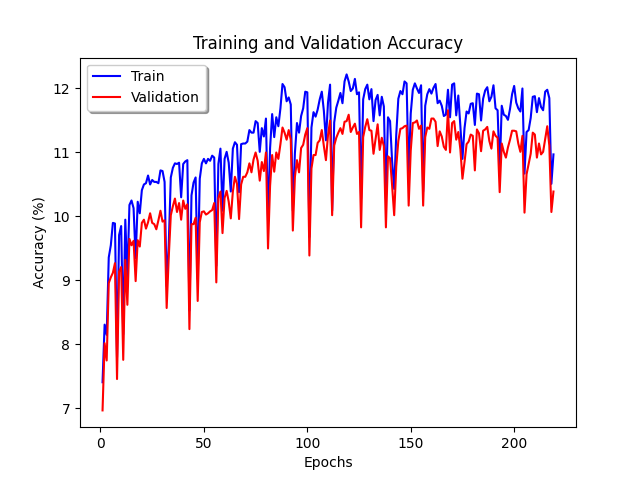 Training and Validation Accuracy
Train
Validation
Accuracy (%)
12
11
10
9
8
7
0 50 100 150 200
Epochs